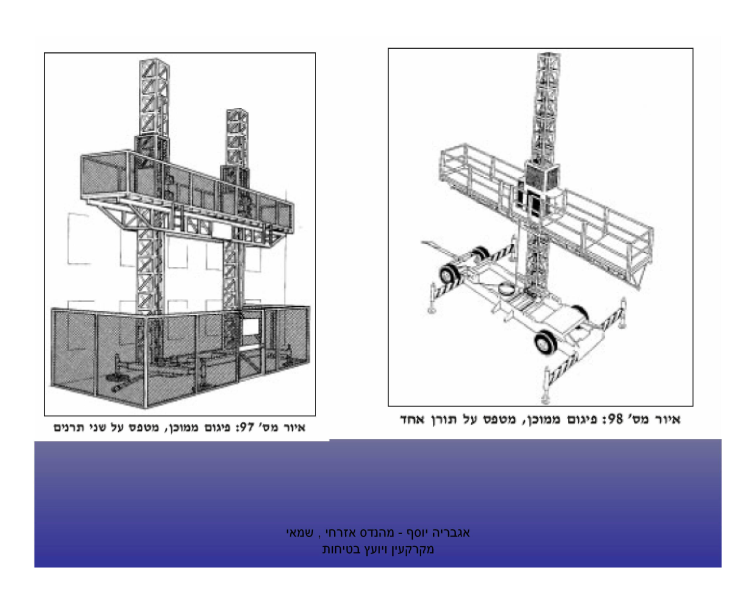 איור מס' 98: פיגום ממוכן, מטפס על תורן אחד
איור מס' 97: פיגום ממוכן, מטפס על שני תרנים
אגבריה יוסף - מהנדס אזרחי , שמאי
מקרקעין ויועץ בטיחות